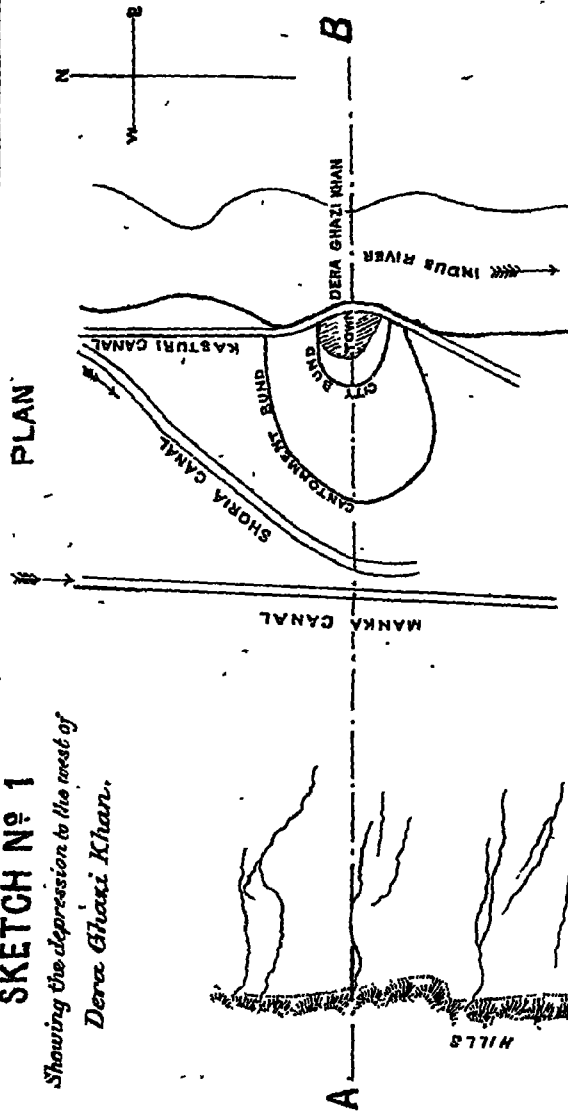 SKETCH Nº 1
Showing the depression to the west of
Dera Ghazi Khan.
PLAN
N
W
E
A
B
HILLS
MANKA CANAL
SHORIA CANAL
KASTURI CANAL
CANTONMENT BUND
CITY BUND
TOWN
DERA GHAZI KHAN
INDUS RIVER